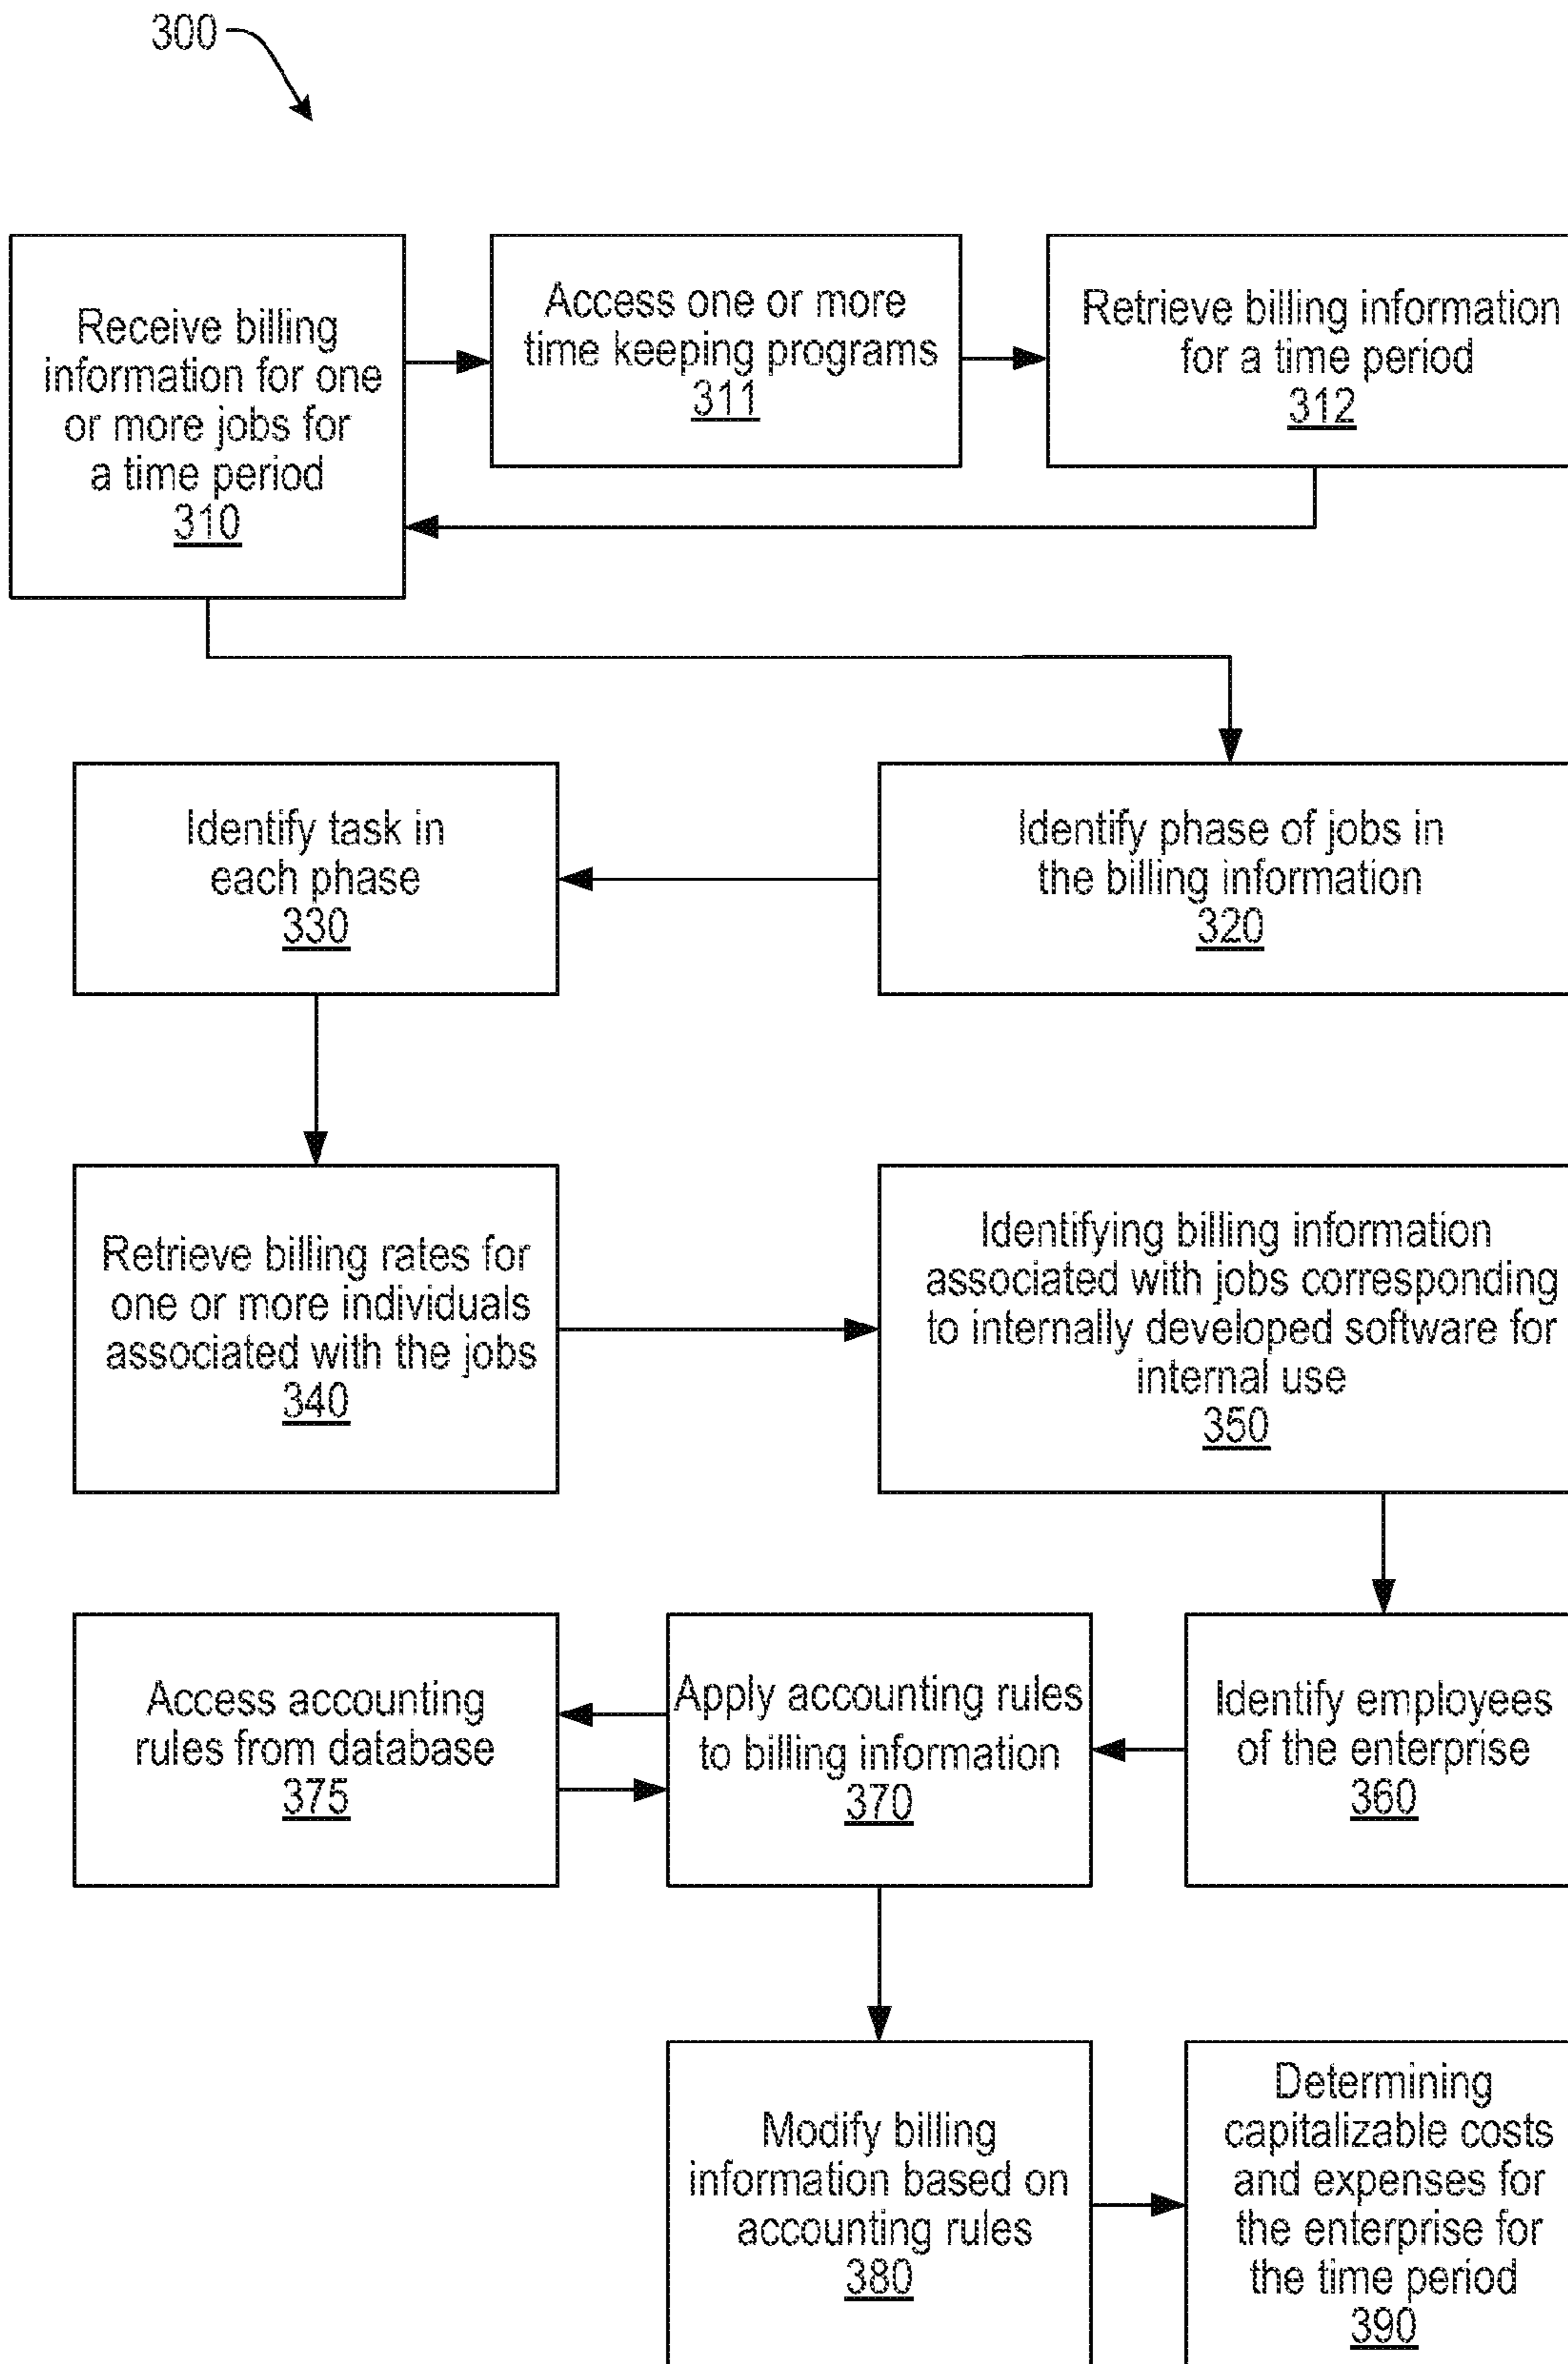 300
Receive billing
information for one
or more jobs for
a time period
310
Access one or more
time keeping programs
311
Retrieve billing information
for a time period
312
Identify task in
each phase
330
Identify phase of jobs in
the billing information
320
Retrieve billing rates for
one or more individuals
associated with the jobs
340
Identifying billing information
associated with jobs corresponding
to internally developed software for
internal use
350
Access accounting
rules from database
375
Apply accounting rules
to billing information
370
Identify employees
of the enterprise
360
Modify billing
information based on
accounting rules
380
Determining
capitalizable costs
and expenses for
the enterprise for
the time period
390